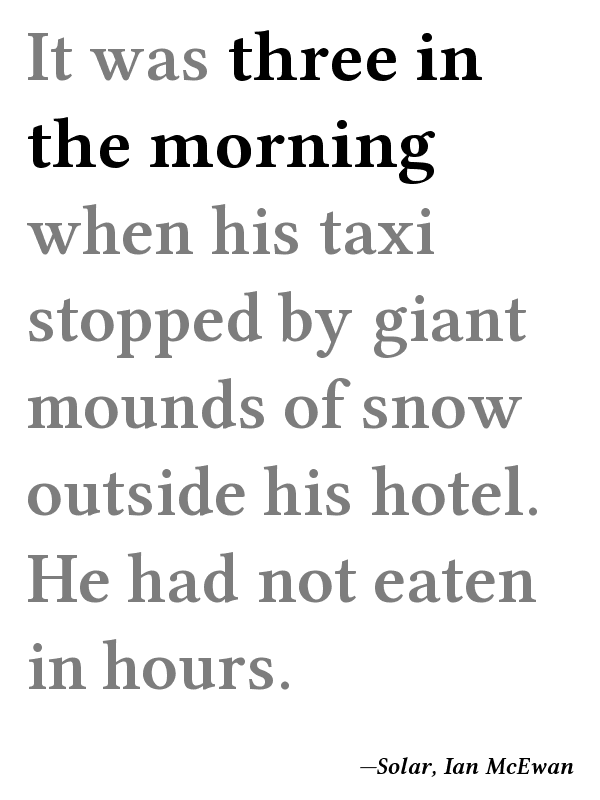 It was three in
the morning
when his taxi
stopped by giant
mounds of snow
outside his hotel.
He had not eaten
in hours.
—Solar, Ian McEwan